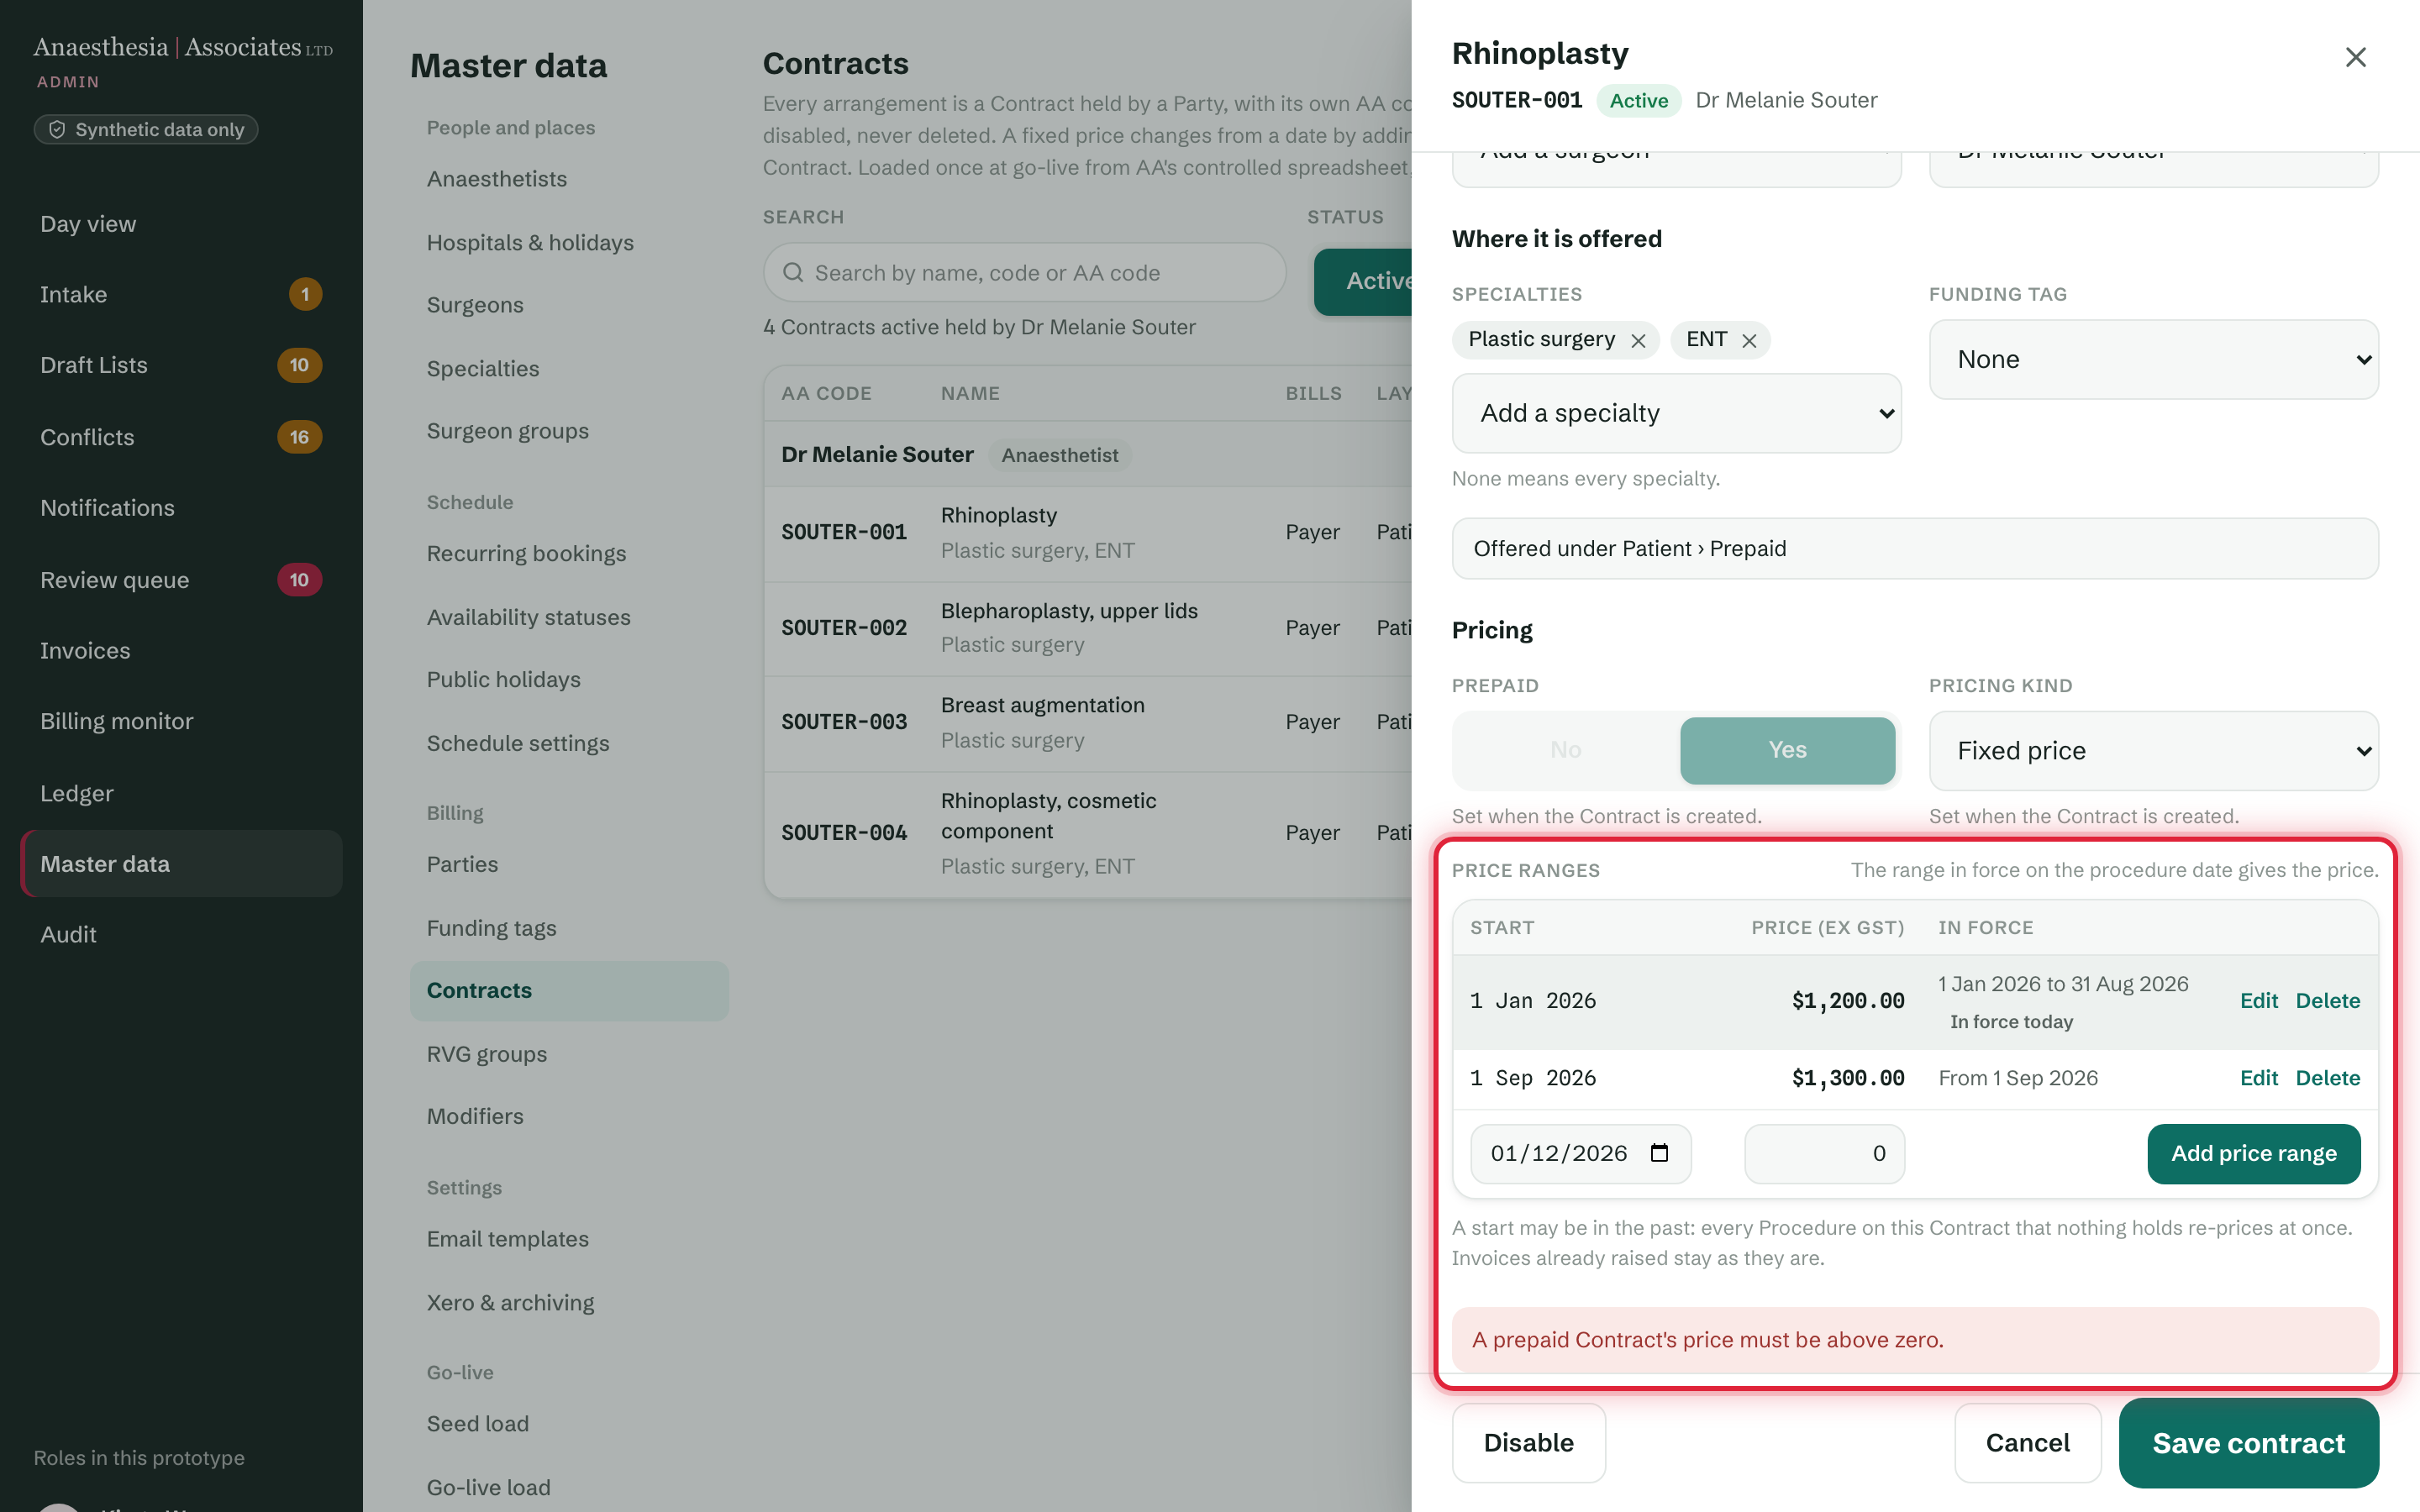 Anaesthesia | Associates LTD
ADMIN
Synthetic data only
Day view
Intake 1
Draft Lists 10
Conflicts 16
Notifications
Review queue 10
Invoices
Billing monitor
Ledger
Master data
Audit
Roles in this prototype
Master data
People and places
Anaesthetists
Hospitals & holidays
Surgeons
Specialties
Surgeon groups
Schedule
Recurring bookings
Availability statuses
Public holidays
Schedule settings
Billing
Parties
Funding tags
Contracts
RVG groups
Modifiers
Settings
Email templates
Xero & archiving
Go-live
Seed load
Go-live load
Contracts
Every arrangement is a Contract held by a Party, with its own AA co
disabled, never deleted. A fixed price changes from a date by addin
Contract. Loaded once at go-live from AA's controlled spreadsheet,
SEARCH STATUS
Search by name, code or AA code Active
4 Contracts active held by Dr Melanie Souter
AA CODE NAME BILLS LAY
Dr Melanie Souter Anaesthetist
SOUTER-001 Rhinoplasty Payer Pati
Plastic surgery, ENT
SOUTER-002 Blepharoplasty, upper lids Payer Pati
Plastic surgery
SOUTER-003 Breast augmentation Payer Pati
Plastic surgery
SOUTER-004 Rhinoplasty, cosmetic component Payer Pati
Plastic surgery, ENT
Rhinoplasty
SOUTER-001 Active Dr Melanie Souter
Add a surgeon Dr Melanie Souter
Where it is offered
SPECIALTIES FUNDING TAG
Plastic surgery ENT None
Add a specialty
None means every specialty.
Offered under Patient › Prepaid
Pricing
PREPAID PRICING KIND
No Yes Fixed price
Set when the Contract is created. Set when the Contract is created.
PRICE RANGES The range in force on the procedure date gives the price.
START PRICE (EX GST) IN FORCE
1 Jan 2026 $1,200.00 1 Jan 2026 to 31 Aug 2026 Edit Delete
In force today
1 Sep 2026 $1,300.00 From 1 Sep 2026 Edit Delete
01/12/2026 0 Add price range
A start may be in the past: every Procedure on this Contract that nothing holds re-prices at once.
Invoices already raised stay as they are.
A prepaid Contract's price must be above zero.
Disable Cancel Save contract